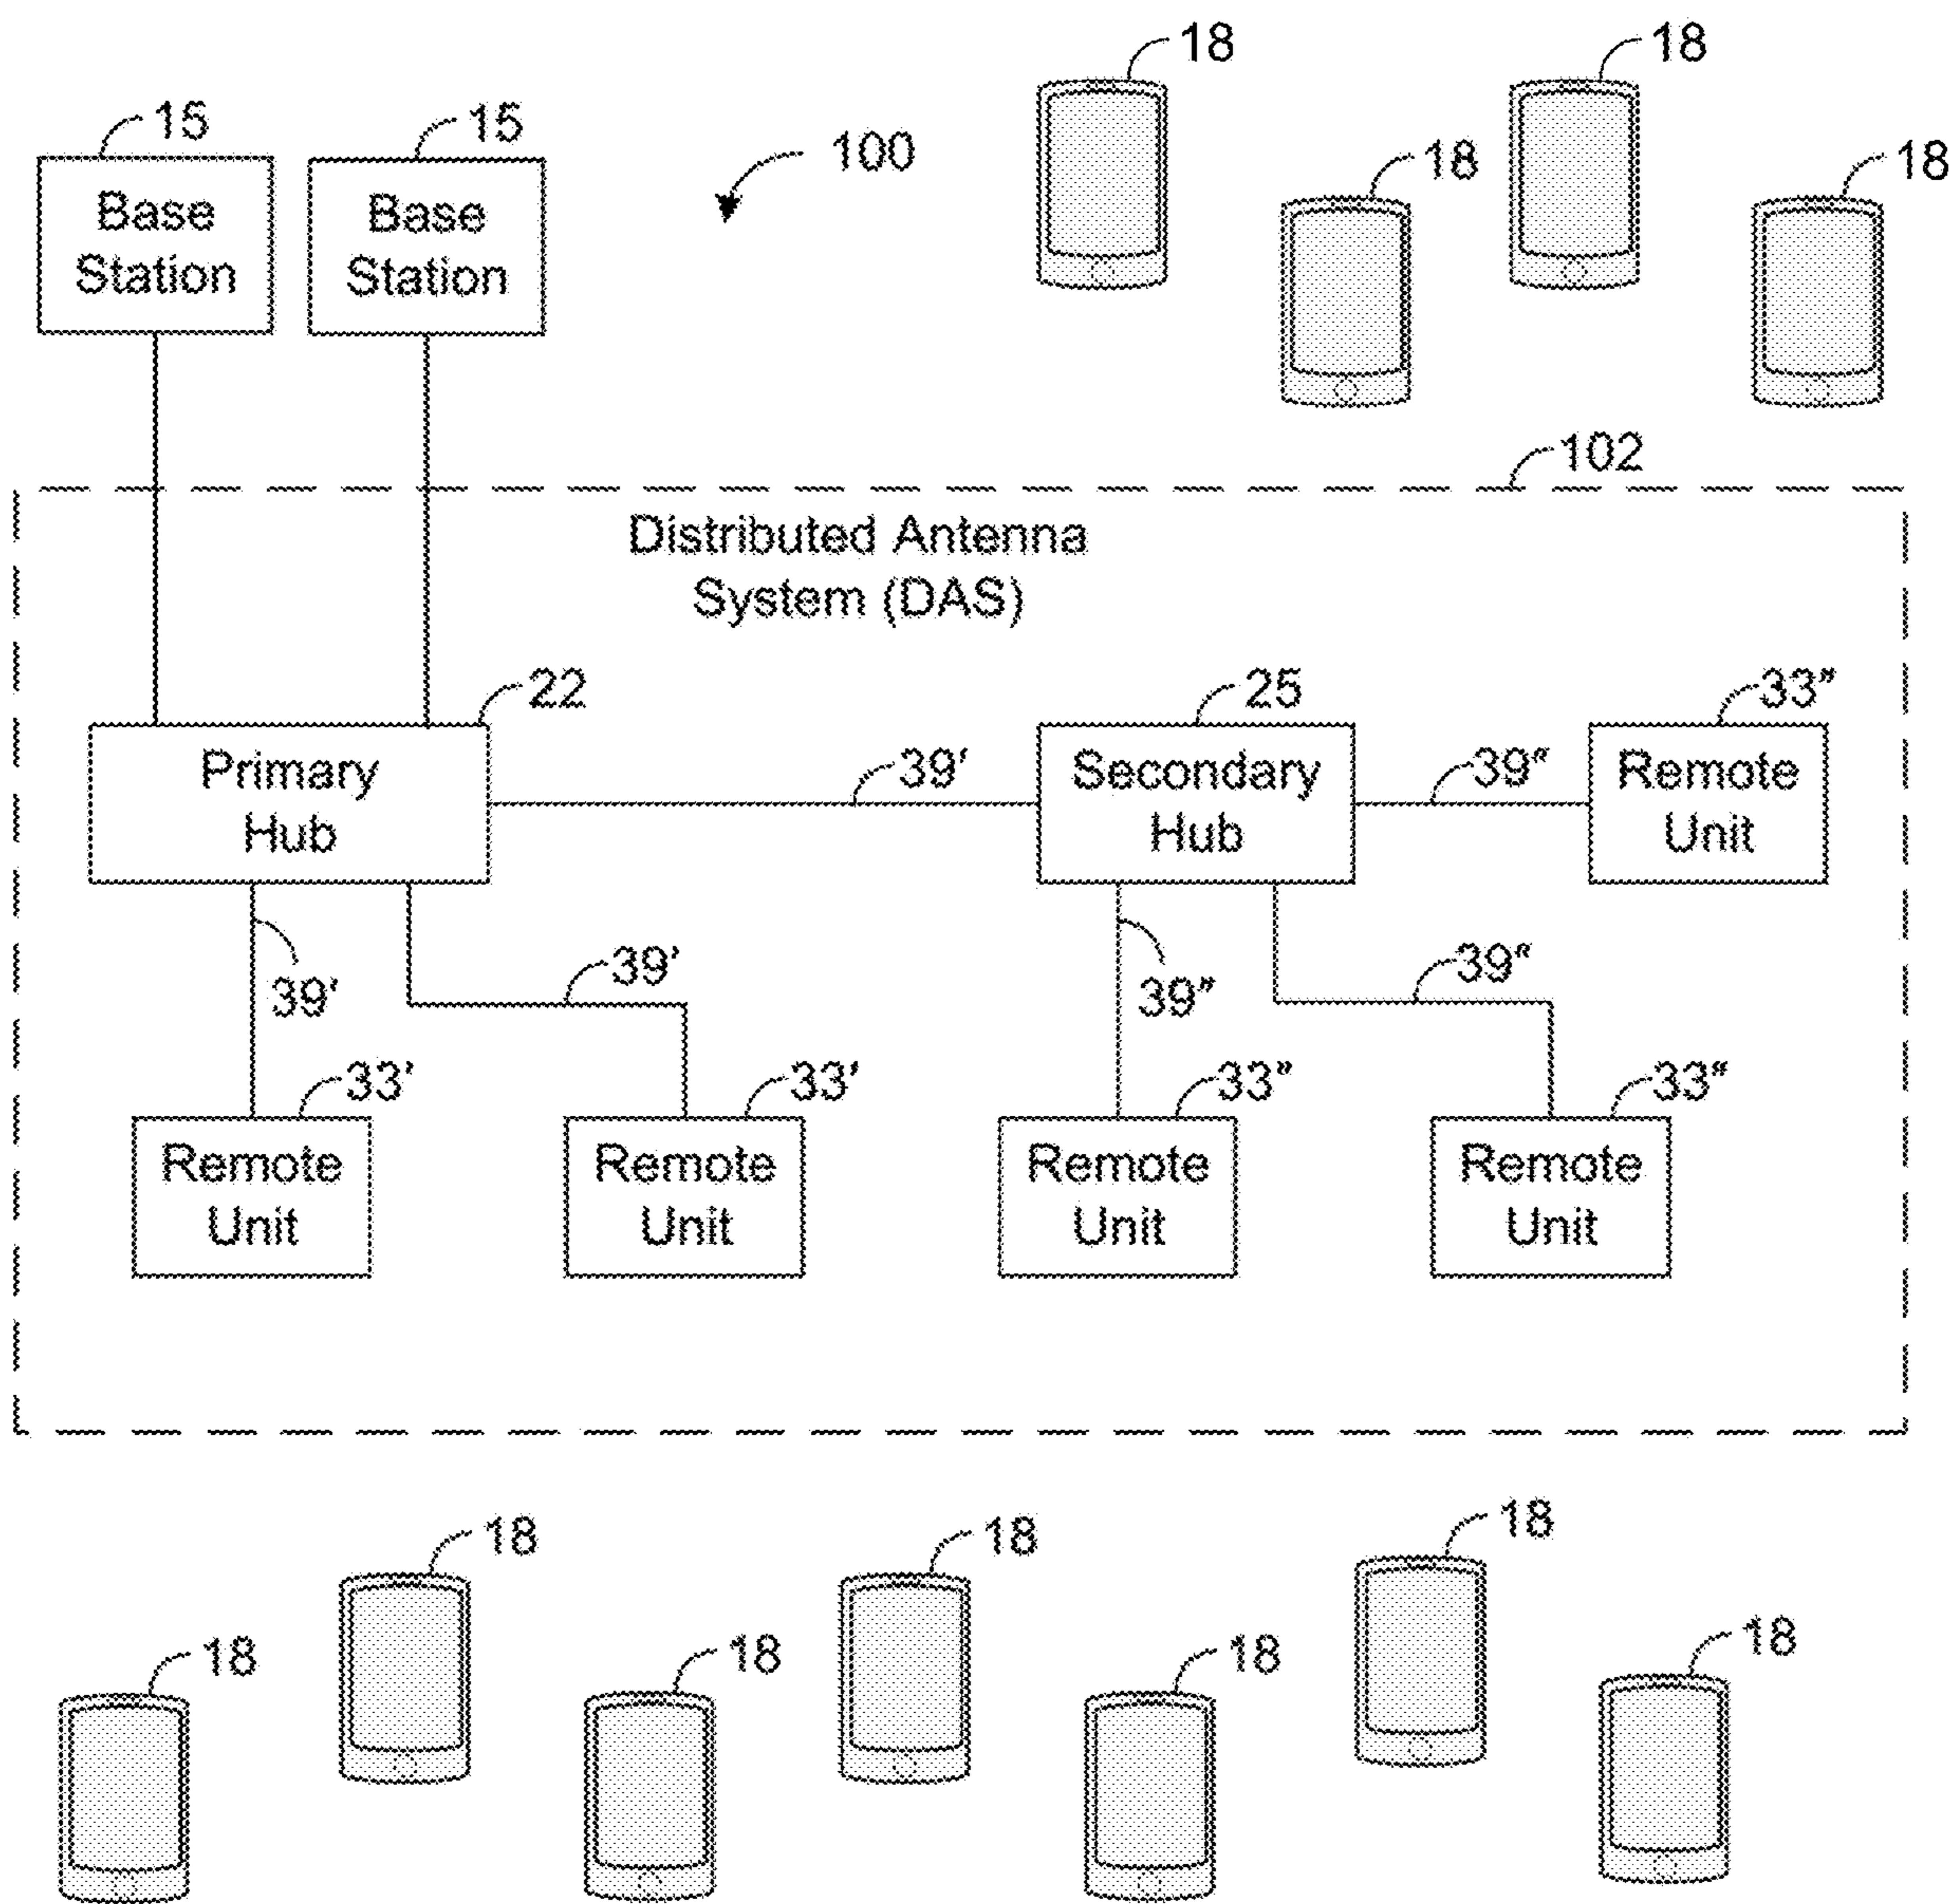 18
18
15
15
100
18
18
Base
Station
Base
Station
102
Distributed Antenna
System (DAS)
22
25
33"
Primary
Hub
39'
Secondary
Hub
39"
Remote
Unit
39'
39'
39"
39"
33'
33'
33"
33"
Remote
Unit
Remote
Unit
Remote
Unit
Remote
Unit
18
18
18
18
18
18
18